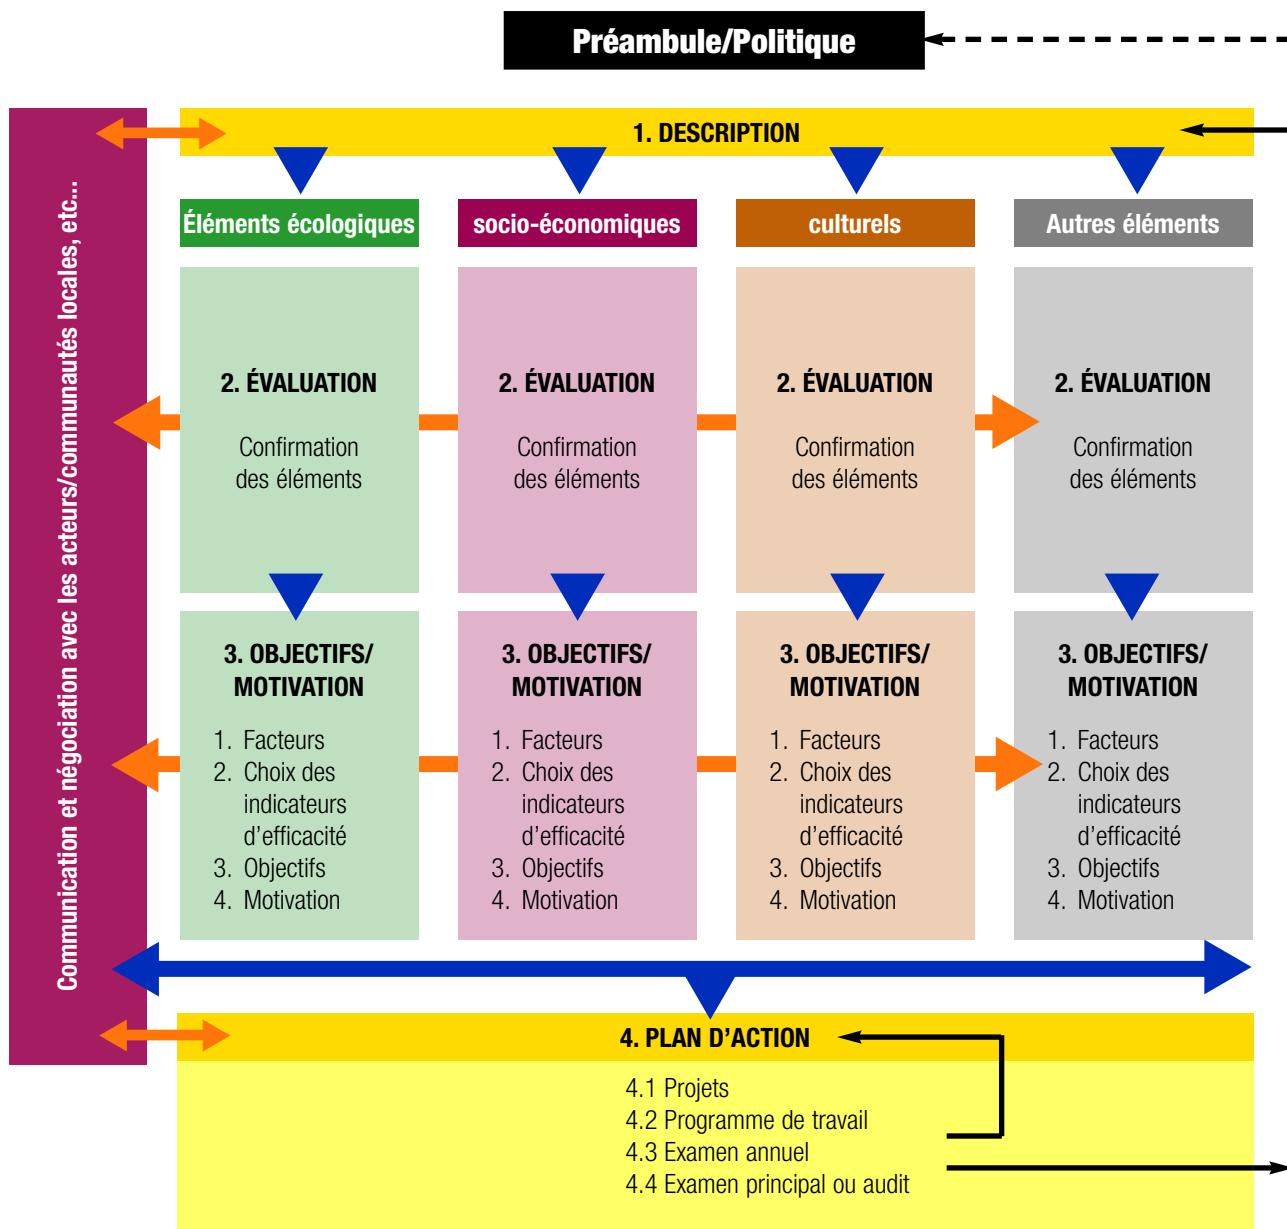 Préambule/Politique
Communication et négociation avec les acteurs/communautés locales, etc...
1. DESCRIPTION
Éléments écologiques
socio-économiques
culturels
Autres éléments
2. ÉVALUATION
Confirmation
des éléments
2. ÉVALUATION
Confirmation
des éléments
2. ÉVALUATION
Confirmation
des éléments
2. ÉVALUATION
Confirmation
des éléments
3. OBJECTIFS/
MOTIVATION
1. Facteurs
2. Choix des
indicateurs
d’efficacité
3. Objectifs
4. Motivation
3. OBJECTIFS/
MOTIVATION
1. Facteurs
2. Choix des
indicateurs
d’efficacité
3. Objectifs
4. Motivation
3. OBJECTIFS/
MOTIVATION
1. Facteurs
2. Choix des
indicateurs
d’efficacité
3. Objectifs
4. Motivation
3. OBJECTIFS/
MOTIVATION
1. Facteurs
2. Choix des
indicateurs
d’efficacité
3. Objectifs
4. Motivation
4. PLAN D’ACTION
4.1 Projets
4.2 Programme de travail
4.3 Examen annuel
4.4 Examen principal ou audit